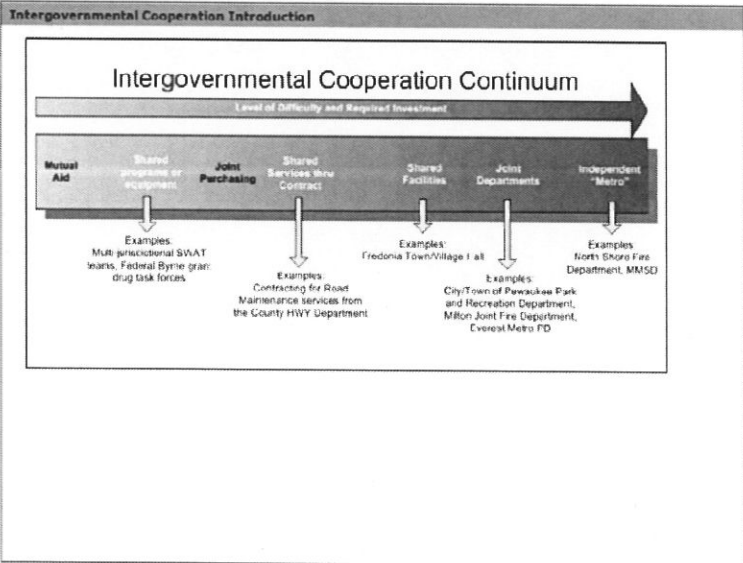 Intergovernmental Cooperation Introduction
Intergovernmental Cooperation Continuum
Level of Difficulty and Required Investment
Mutual
Aid
Shared
programs or
equipment
Joint
Purchasing
Shared
Services thru
Contract
Shared
Facilities
Joint
Departments
Independent
"Metro"
Examples:
Multi-jurisdictional SWAT
teams, Federal Byrne gran
drug task forces
Examples:
Contracting for Road
Maintenance services from
the County HWY Department
Examples:
Fredonia Town/Village Hall
Examples:
City/Town of Pewaukee Park
and Recreation Department,
Milton Joint Fire Department,
Everest Metro PD
Examples
North Shore Fire
Department, MMSD